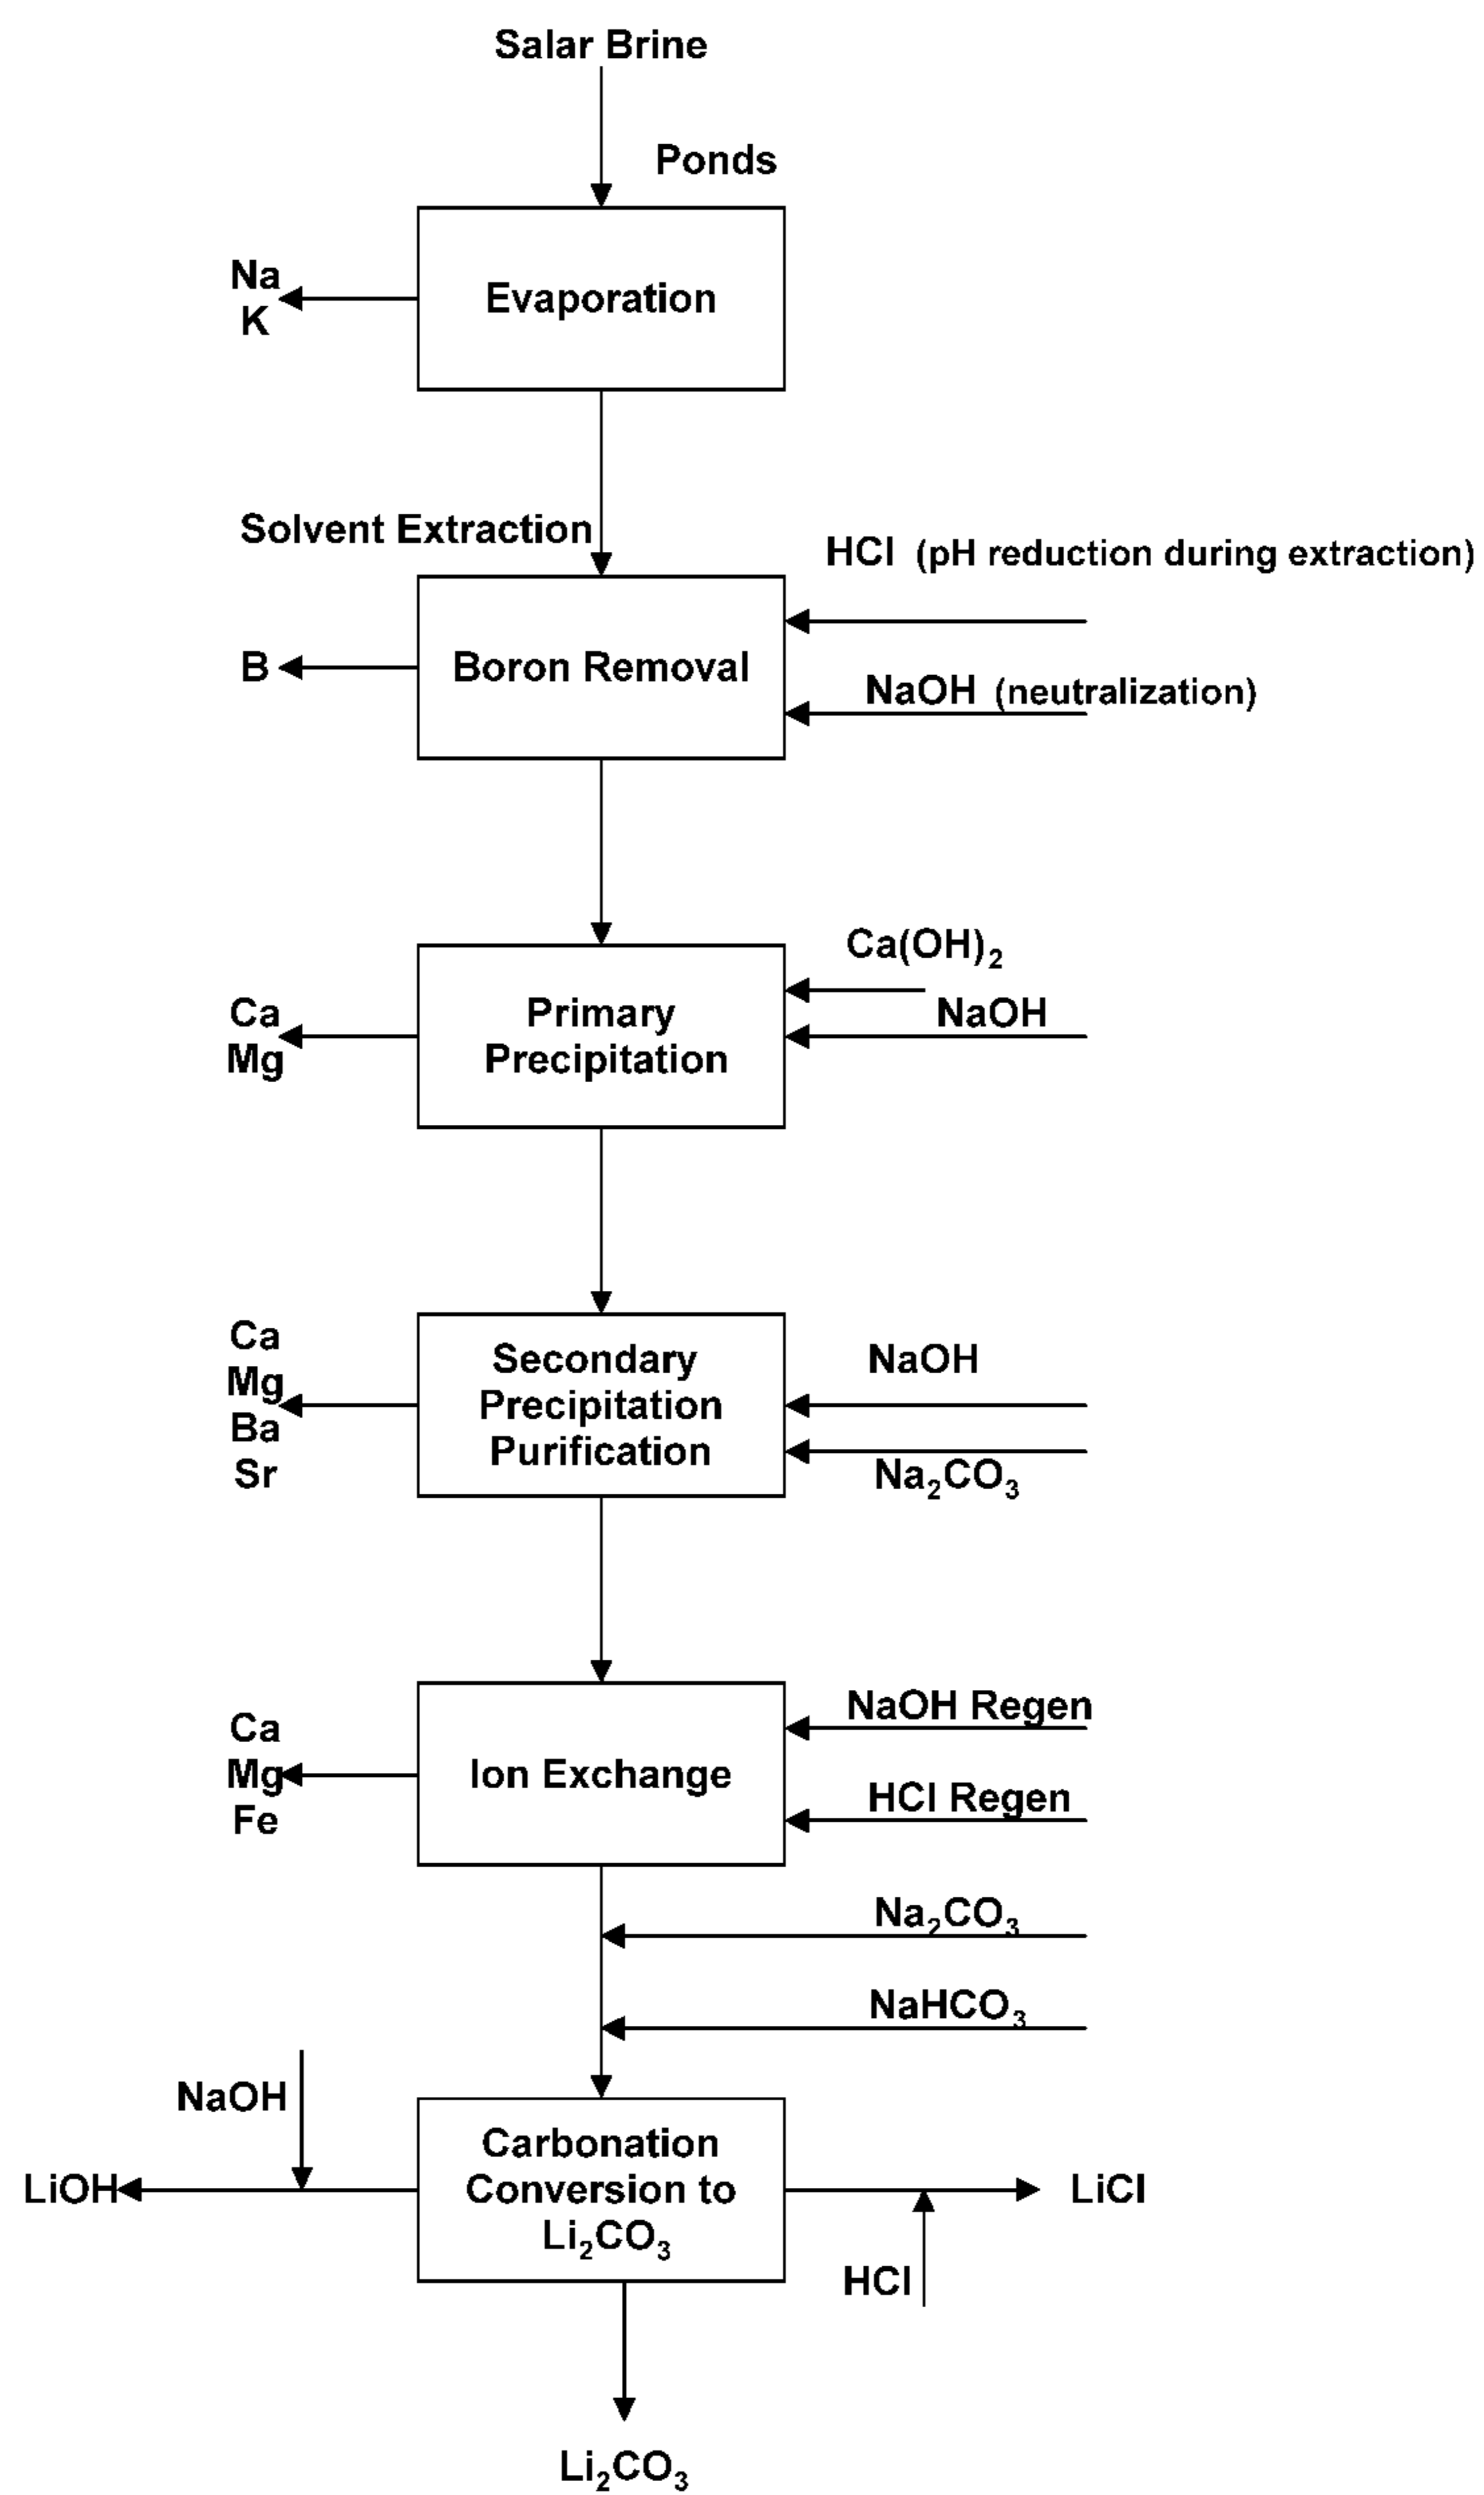 Salar Brine
Ponds
Na
K
Evaporation
Solvent Extraction
HCl (pH reduction during extraction)
B
Boron Removal
NaOH (neutralization)
Ca(OH)₂
NaOH
Ca
Mg
Primary
Precipitation
Ca
Mg
Ba
Sr
Secondary
Precipitation
Purification
NaOH
Na₂CO₃
Ca
Mg
Fe
Ion Exchange
NaOH Regen
HCl Regen
Na₂CO₃
NaHCO₃
NaOH
LiOH
Carbonation
Conversion to
Li₂CO₃
LiCl
HCl
Li₂CO₃